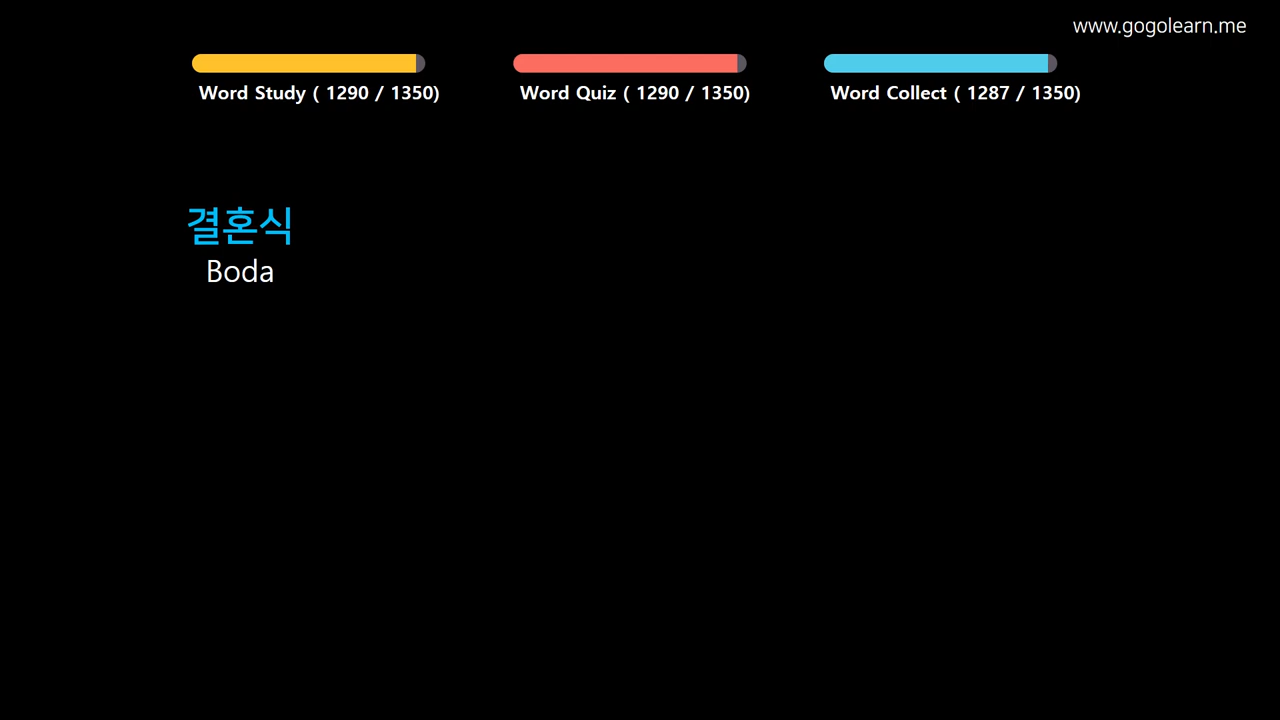 www.gogolearn.me
Word Study ( 1290 / 1350)
Word Quiz ( 1290 / 1350)
Word Collect ( 1287 / 1350)
결혼식
Boda